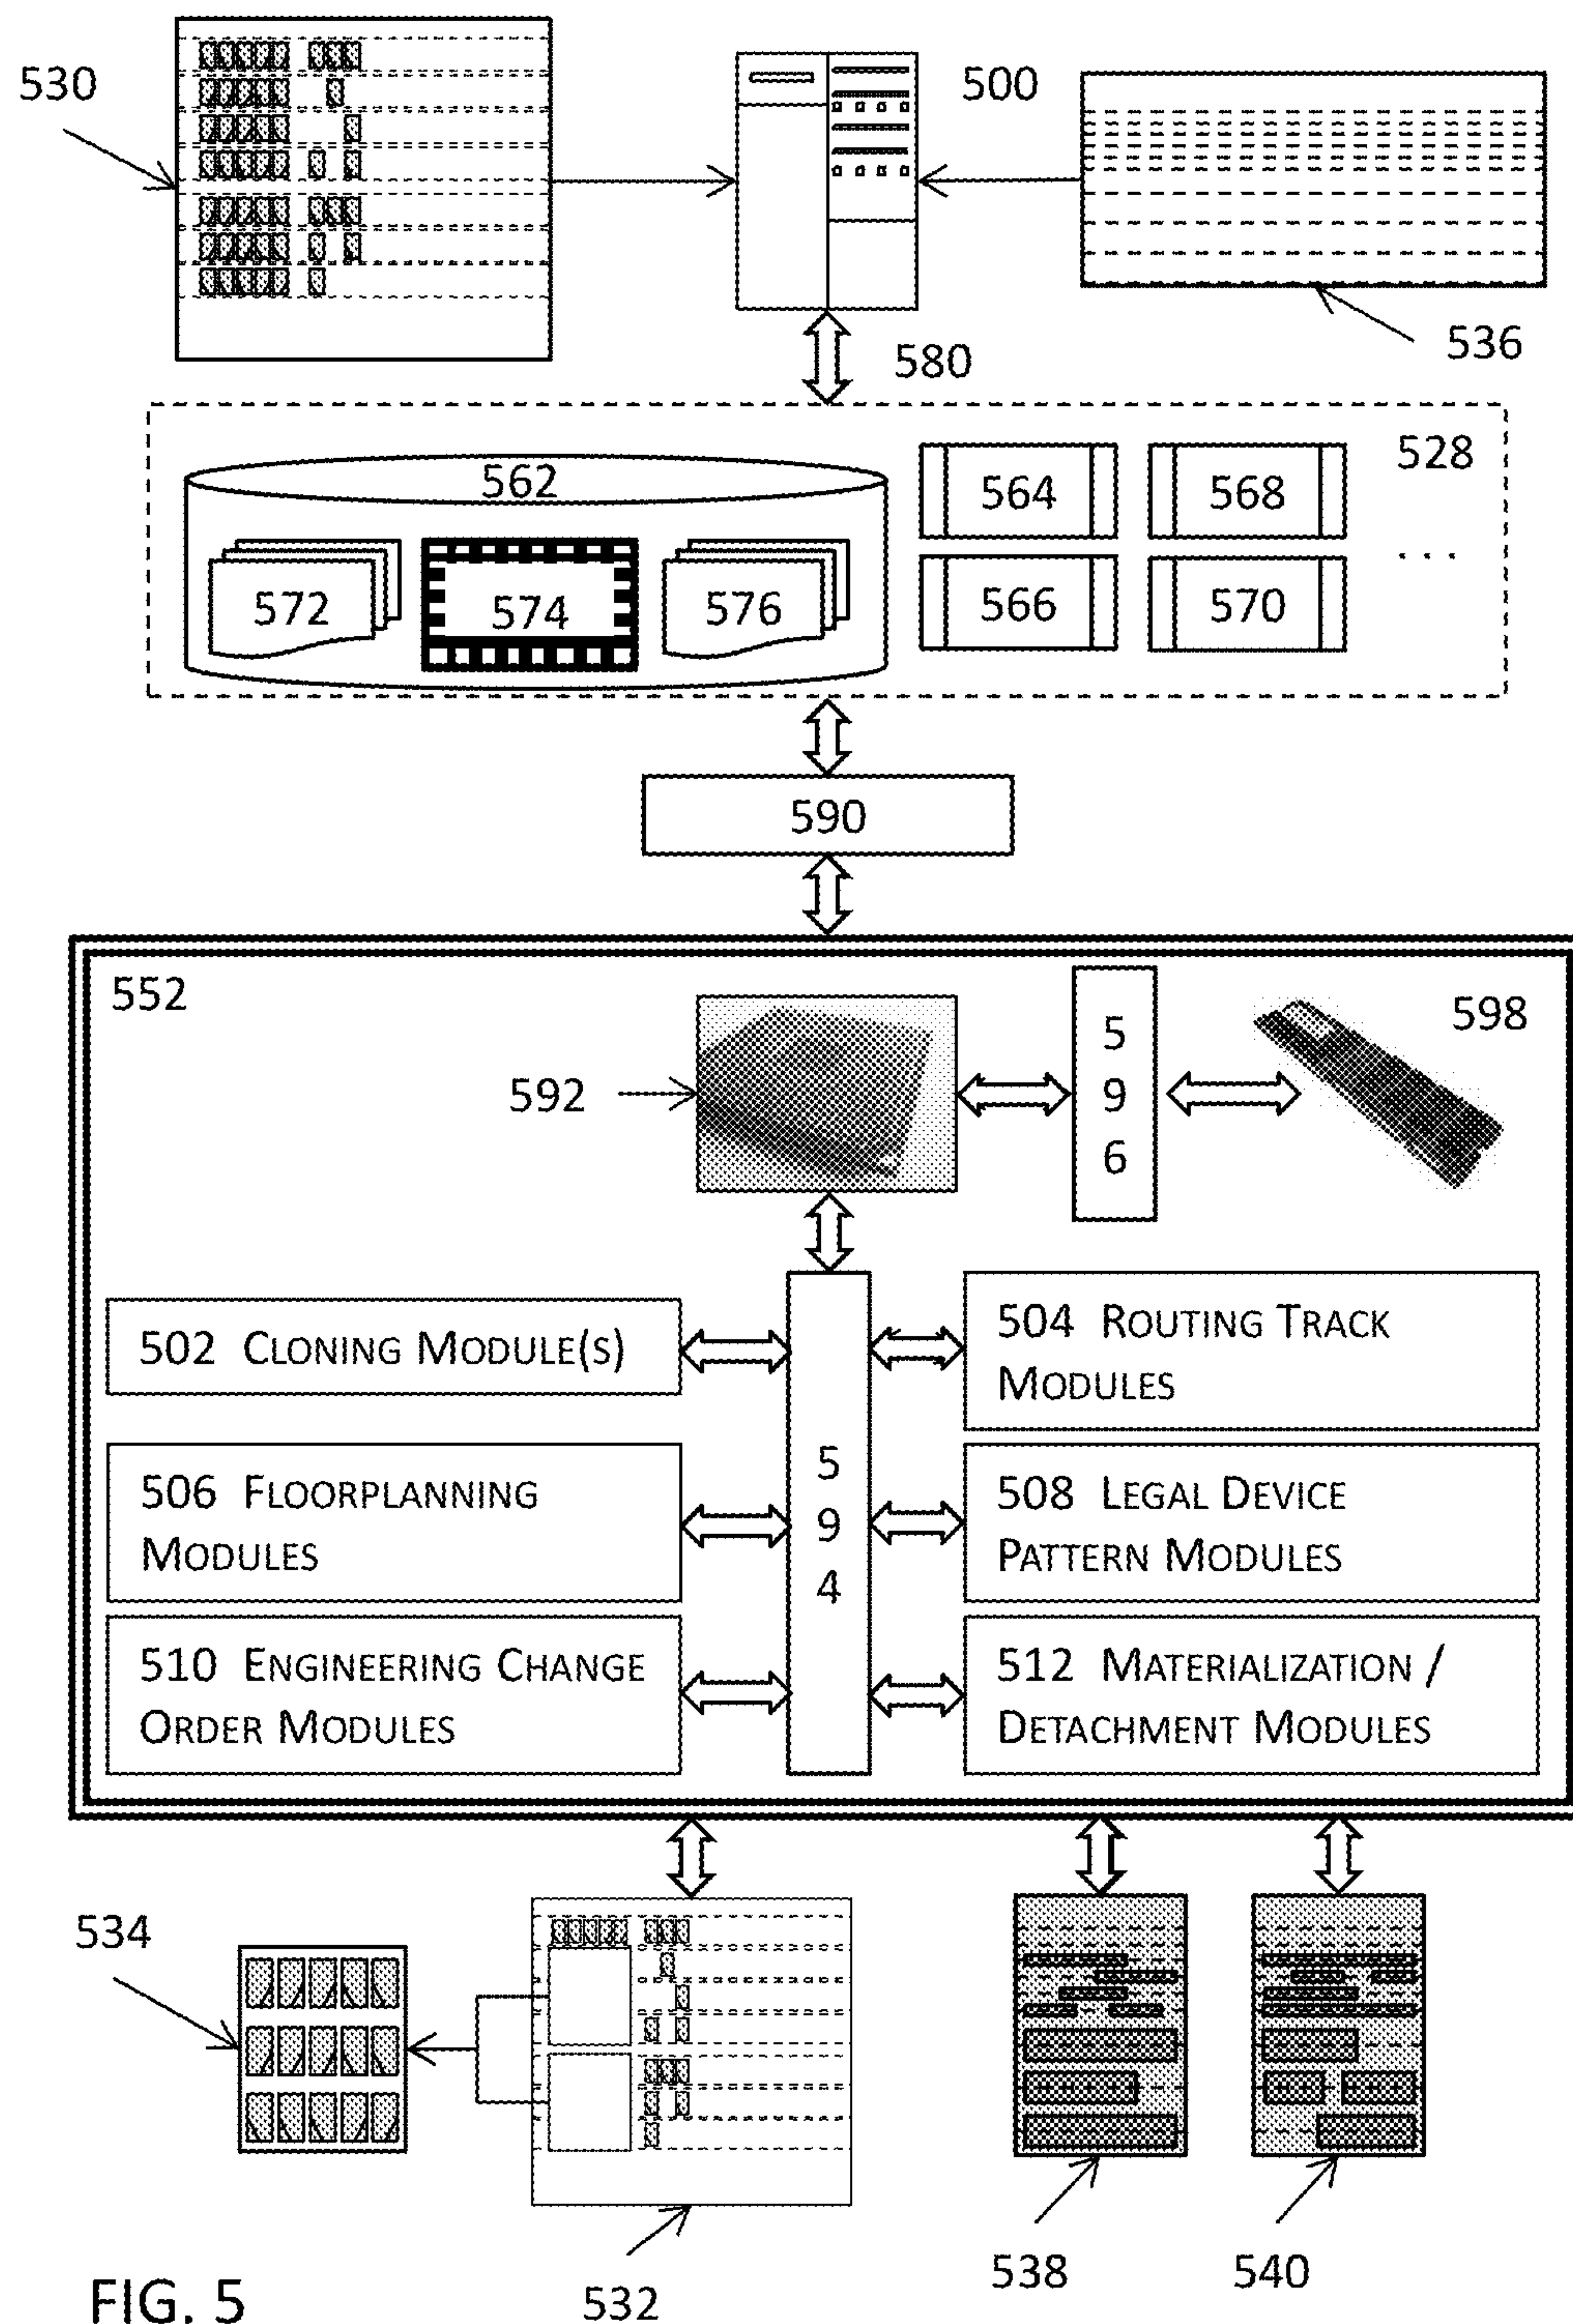 530
500
536
580
528
562
564
568
572
574
576
566
570
. . .
590
552
598
592
5
9
6
502 CLONING MODULE(S)
504 ROUTING TRACK
MODULES
506 FLOORPLANNING
MODULES
5
9
4
508 LEGAL DEVICE
PATTERN MODULES
510 ENGINEERING CHANGE
ORDER MODULES
512 MATERIALIZATION /
DETACHMENT MODULES
534
538
540
532
FIG. 5